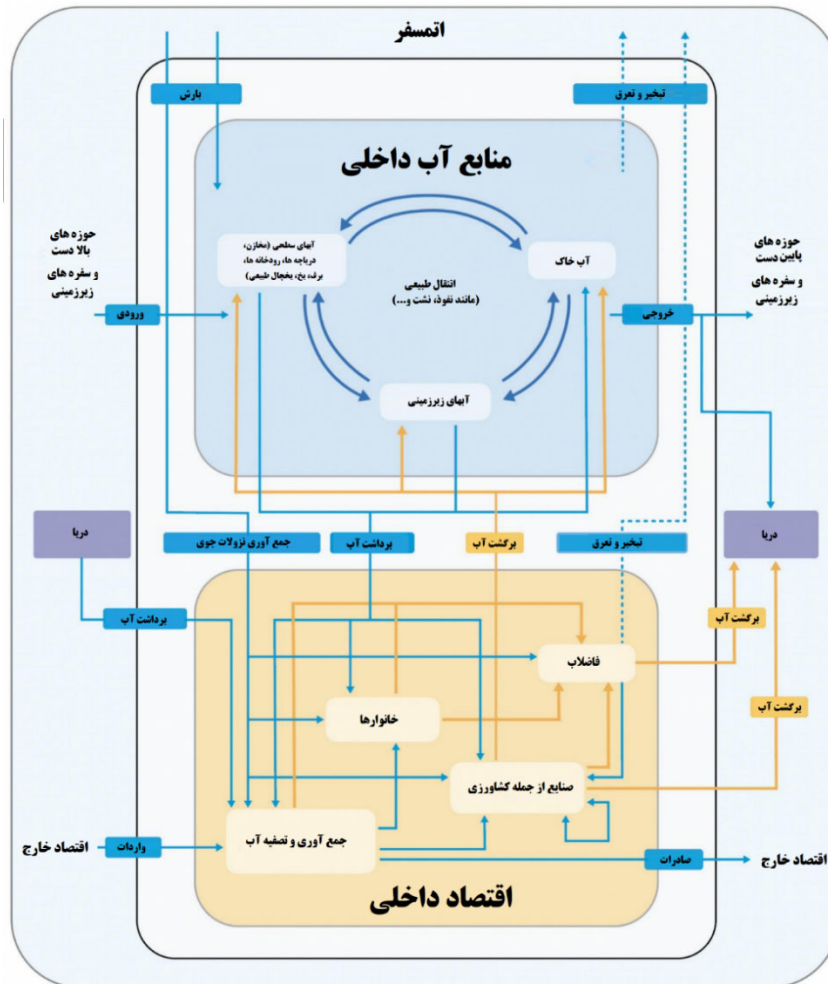 اتمسفر
بارش
تبخیر و تعرق
منابع آب داخلی
حوزه های
بالا دست
و سفره های
زیرزمینی
آبهای سطحی (مخازن،
دریاچه ها، رودخانه ها،
برف، یخ، یخچال طبیعی)
آب خاک
حوزه های
پایین دست
و سفره های
زیرزمینی
انتقال طبیعی
(مانند نفوذ، نشت و...)
ورودی
خروجی
آبهای زیرزمینی
دریا
جمع آوری نزولات جوی
برداشت آب
برگشت آب
تبخیر و تعرق
دریا
برداشت آب
برگشت آب
فاضلاب
خانوارها
برگشت آب
صنایع از جمله کشاورزی
جمع آوری و تصفیه آب
اقتصاد خارج
واردات
صادرات
اقتصاد خارج
اقتصاد داخلی